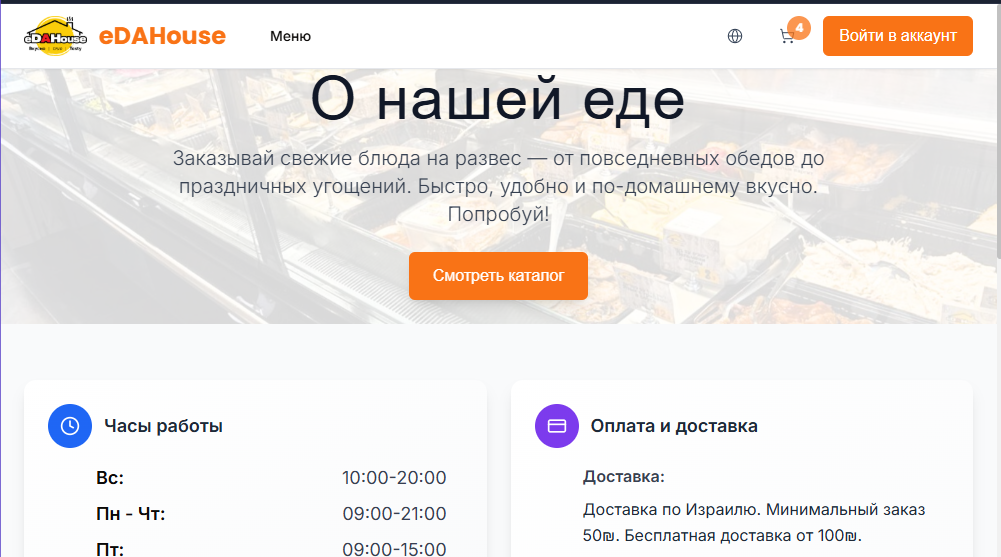 eDAHouse
Вкусно | טעים | Tasty
eDAHouse
Меню
4
Войти в аккаунт
О нашей еде
Заказывай свежие блюда на развес — от повседневных обедов до
праздничных угощений. Быстро, удобно и по-домашнему вкусно.
Попробуй!
Смотреть каталог
Часы работы
Вс: 10:00-20:00
Пн - Чт: 09:00-21:00
Пт: 09:00-15:00
Оплата и доставка
Доставка:
Доставка по Израилю. Минимальный заказ
50₪. Бесплатная доставка от 100₪.